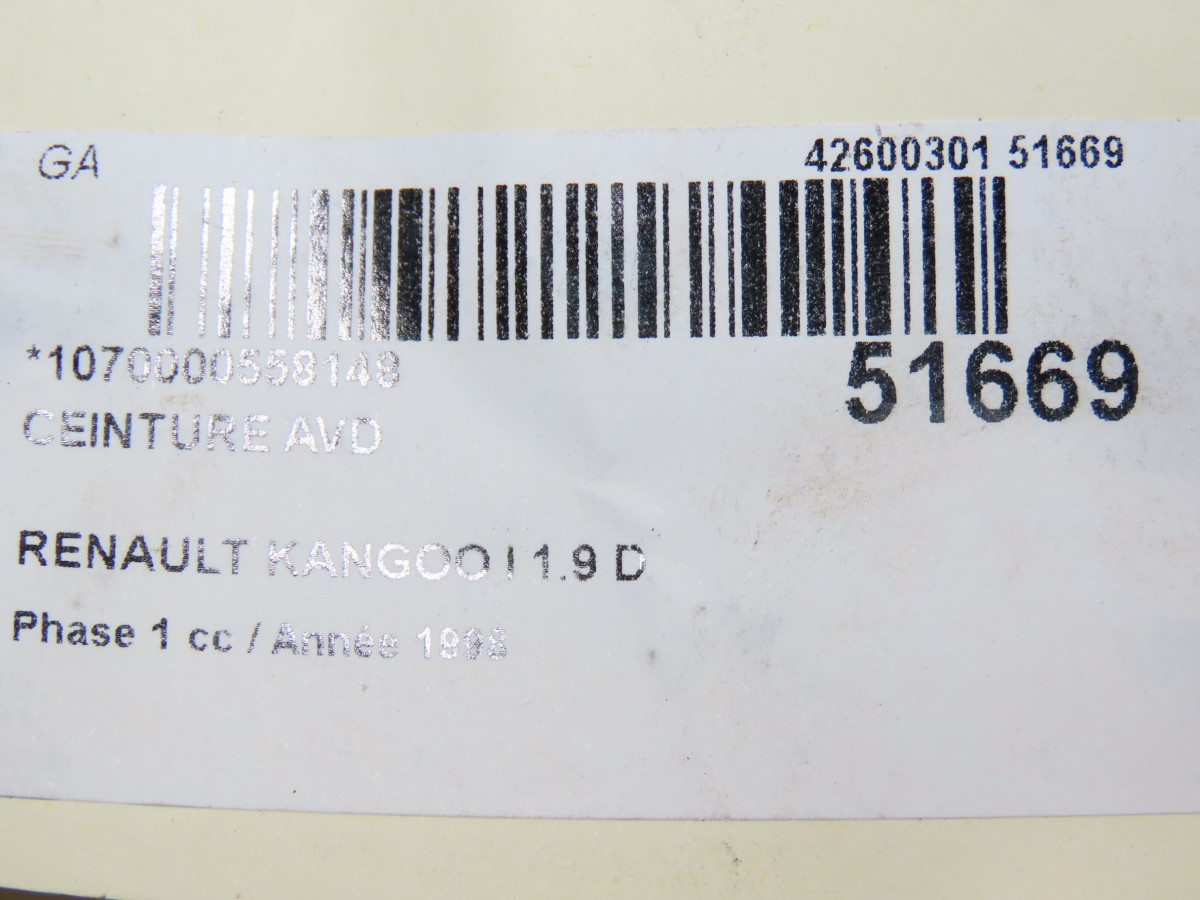 GA
42600301 51669
*1070000558148
51669
CEINTURE AVD
RENAULT KANGOO I 1.9 D
Phase 1 cc / Année 1998